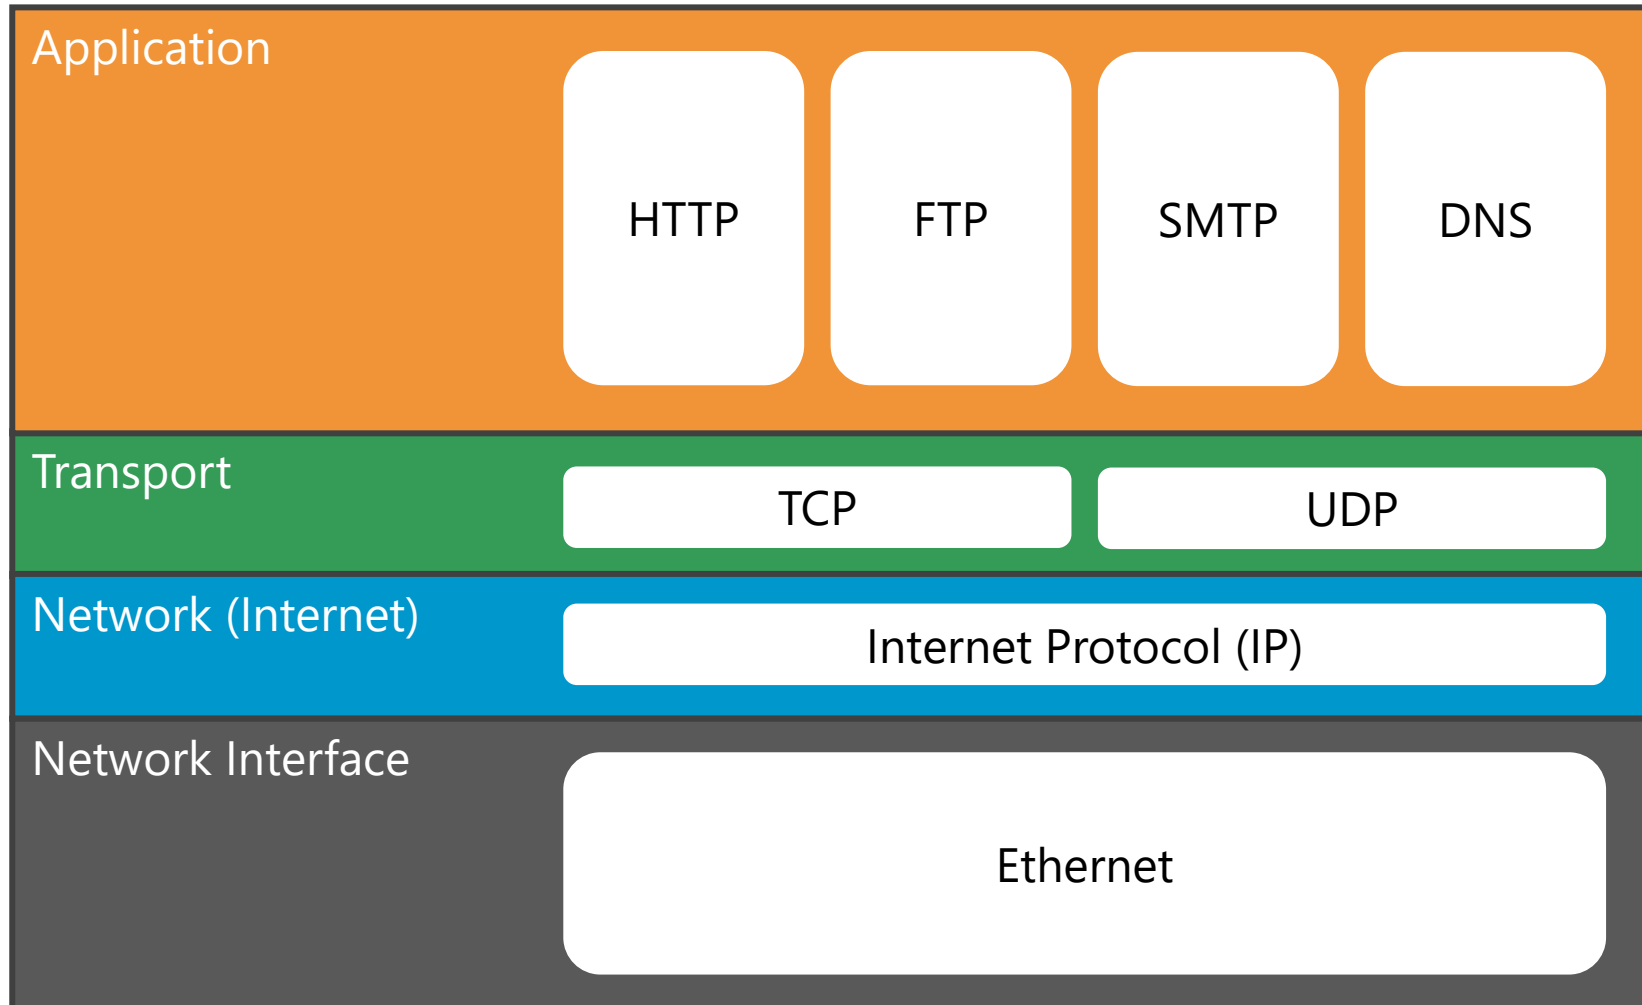 Application
HTTP
FTP
SMTP
DNS
Transport
TCP
UDP
Network (Internet)
Internet Protocol (IP)
Network Interface
Ethernet